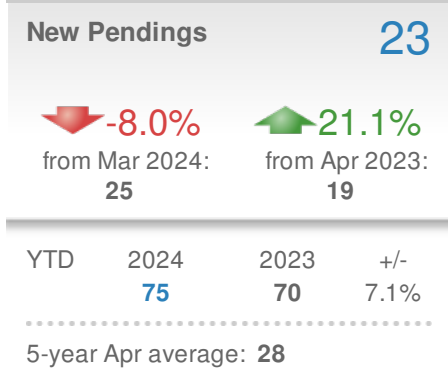 New Pendings 23
-8.0% 21.1%
from Mar 2024: from Apr 2023:
25 19
YTD 2024 2023 +/-
75 70 7.1%
5-year Apr average: 28